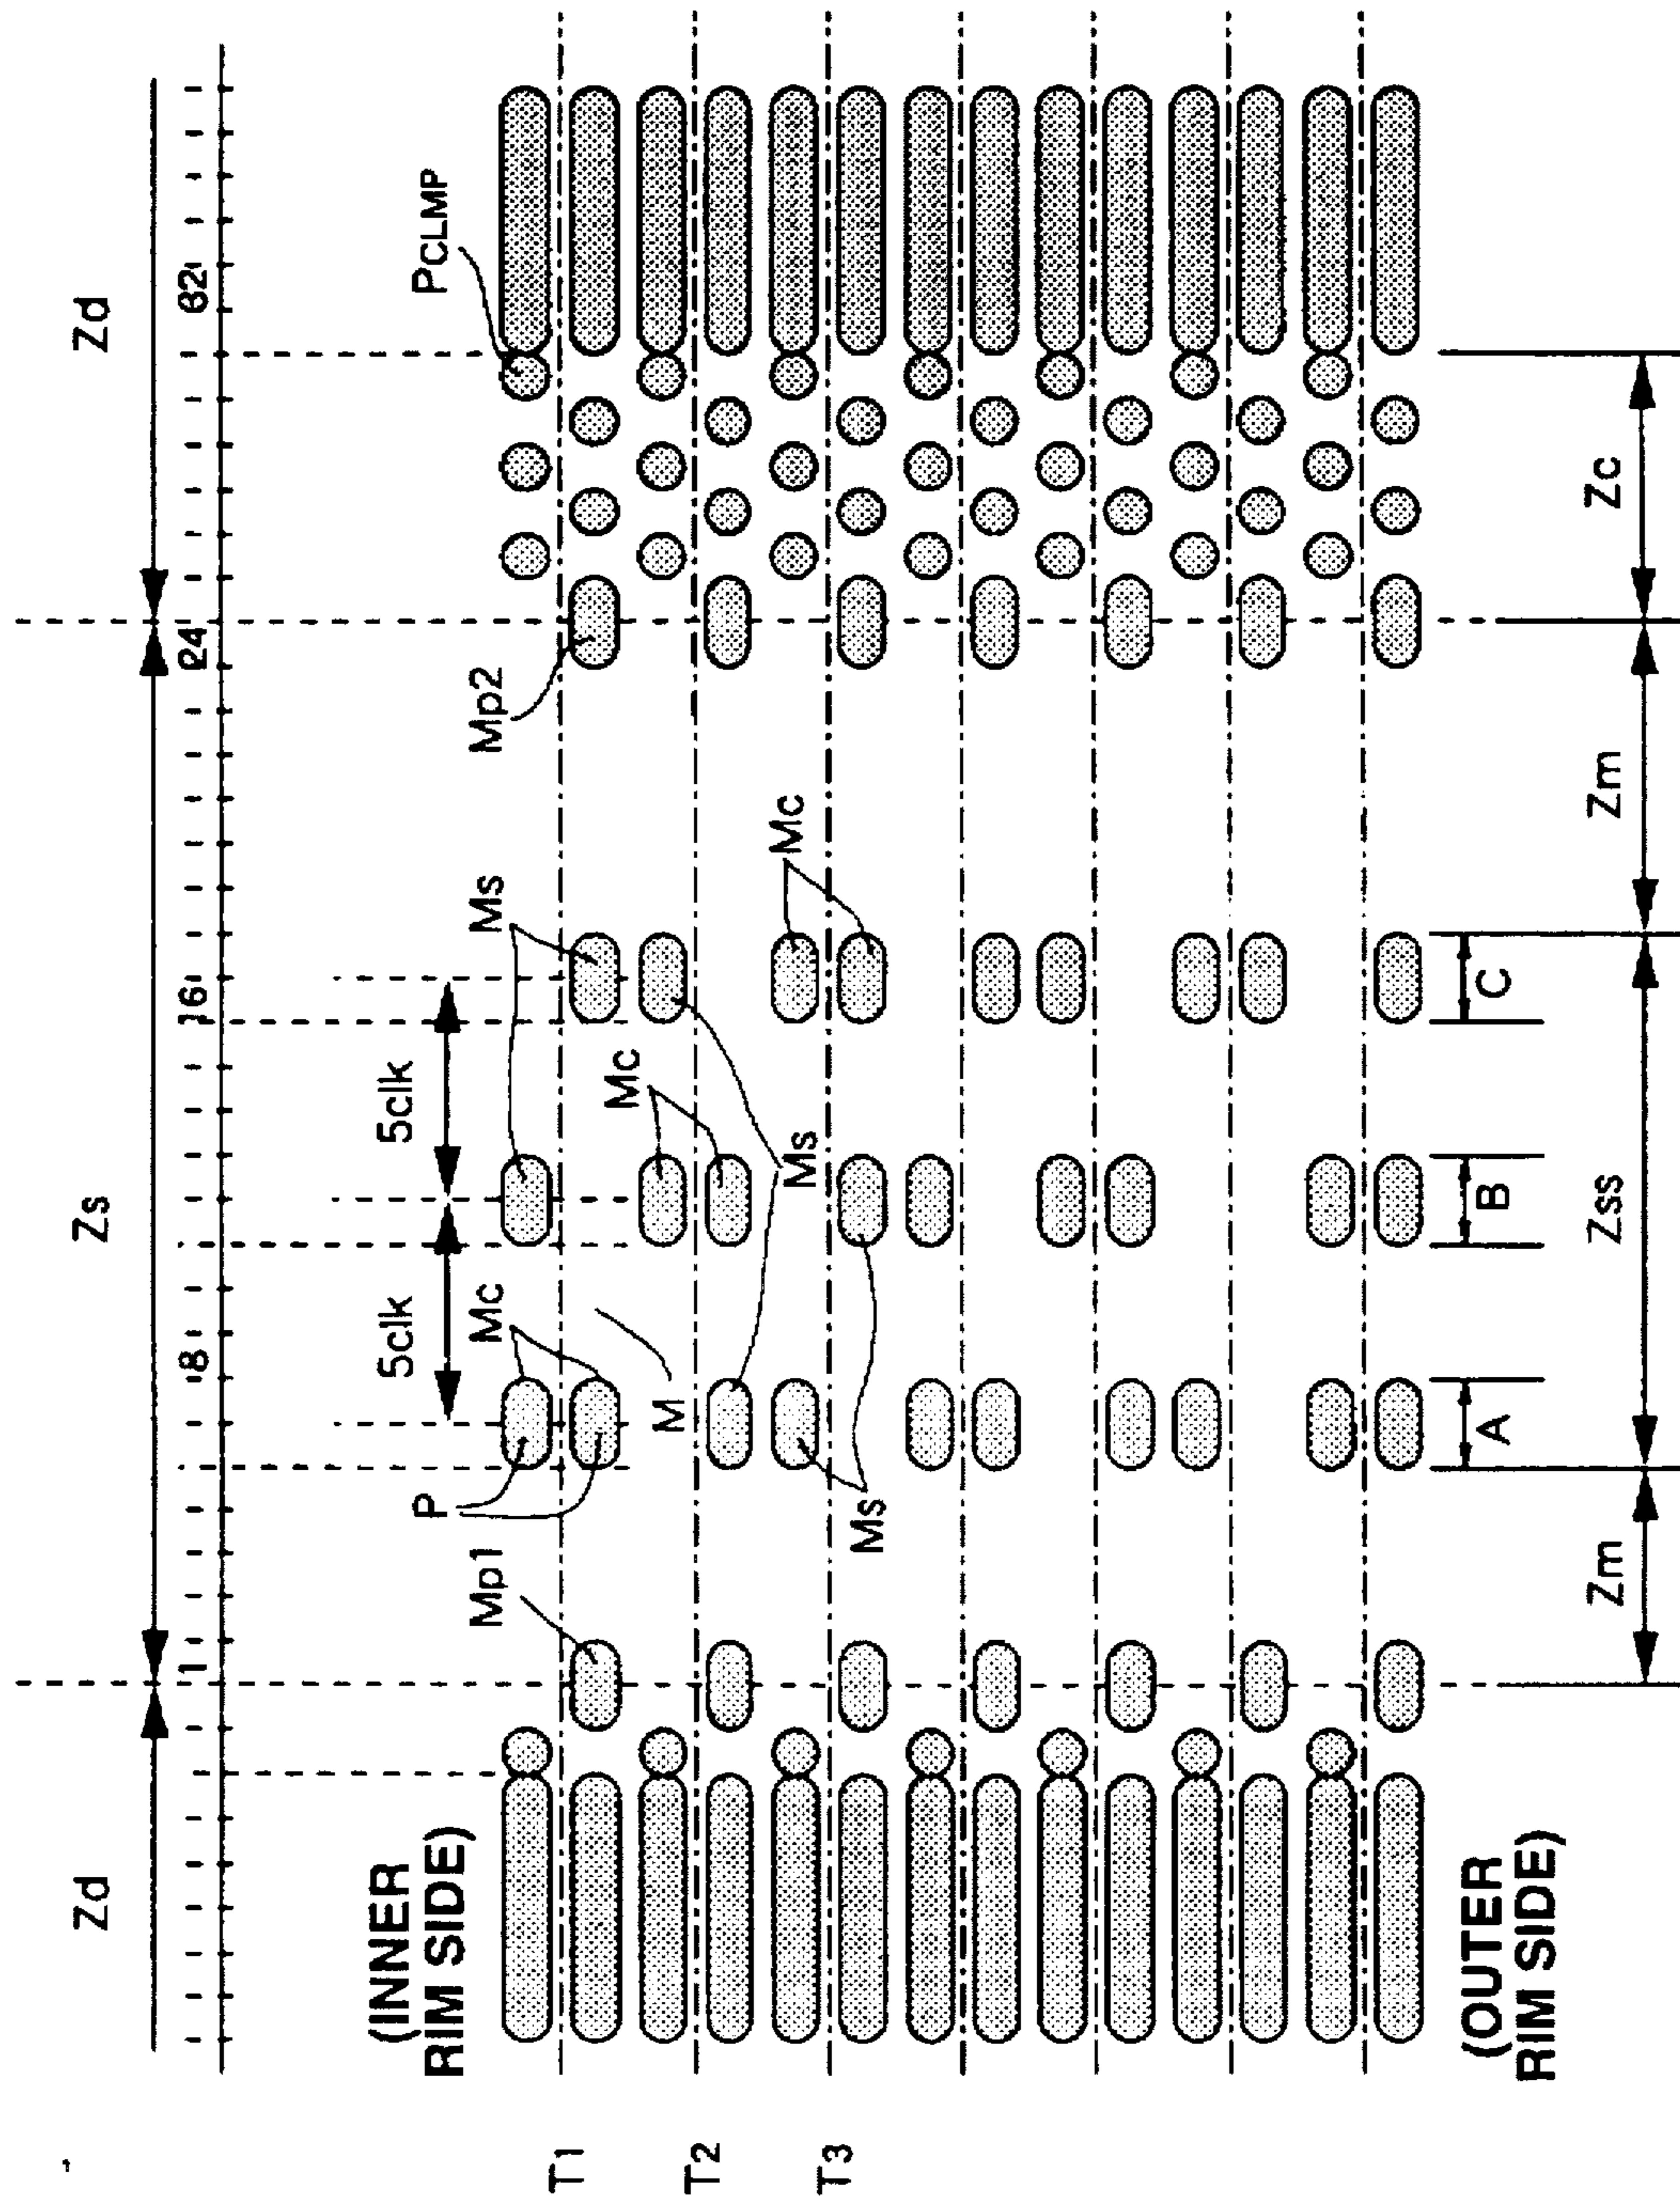 Zd
Zs
Zd
1
8
16
24
32
5clk
5clk
PCLMP
(INNER
RIM SIDE)
Mp1
P
Mc
Ms
Mp2
T1
M
Mc
T2
Mc
Ms
T3
Ms
(OUTER
RIM SIDE)
A
B
C
Zm
Zss
Zm
Zc